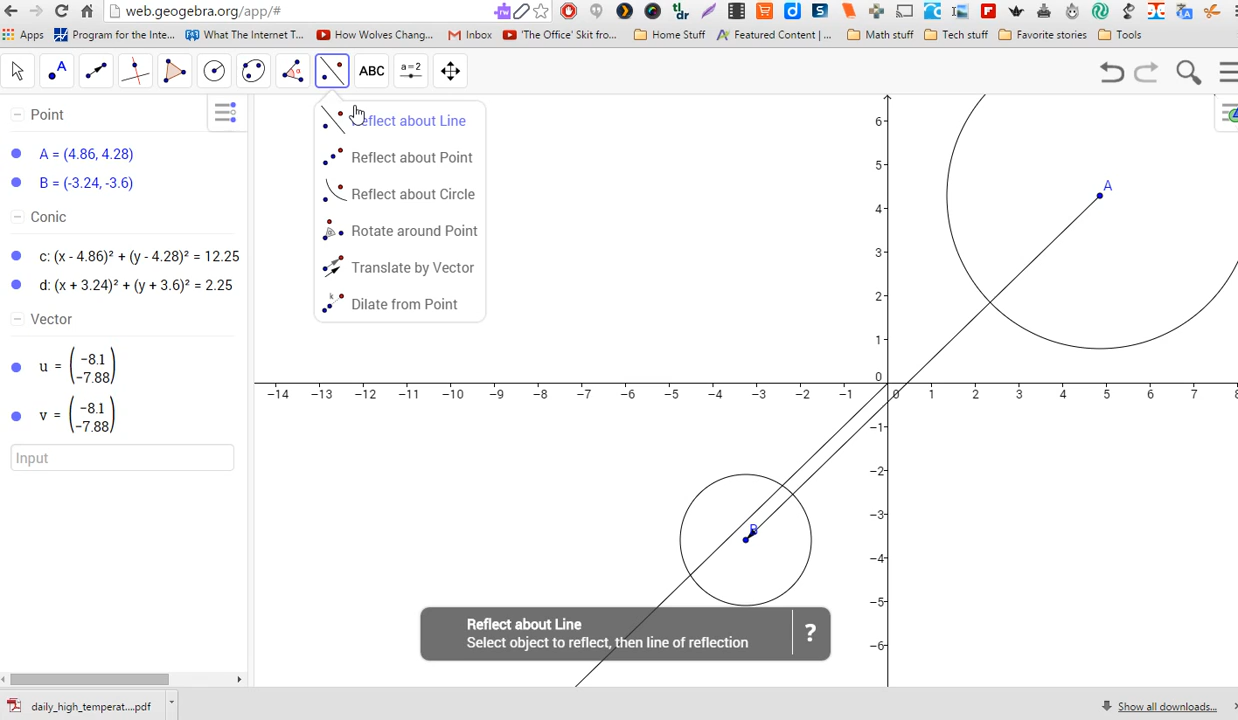 web.geogebra.org/app/#
Apps Program for the Inte... What The Internet T... How Wolves Chang... Inbox 'The Office' Skit fro... Home Stuff Featured Content | ... Math stuff Tech stuff Favorite stories Tools
A
ABC
a=2
Point
A = (4.86, 4.28)
B = (-3.24, -3.6)
Conic
c: (x - 4.86)² + (y - 4.28)² = 12.25
d: (x + 3.24)² + (y + 3.6)² = 2.25
Vector
u = (−8.1
−7.88)
v = (−8.1
−7.88)
Input
Reflect about Line
Reflect about Point
Reflect about Circle
Rotate around Point
Translate by Vector
k
Dilate from Point
6
5
4
3
2
1
0
−14 −13 −12 −11 −10 −9 −8 −7 −6 −5 −4 −3 −2 −1 0 1 2 3 4 5 6 7 8
−1
−2
−3
−4
−5
−6
A
B
Reflect about Line
Select object to reflect, then line of reflection
?
daily_high_temperat....pdf
Show all downloads...